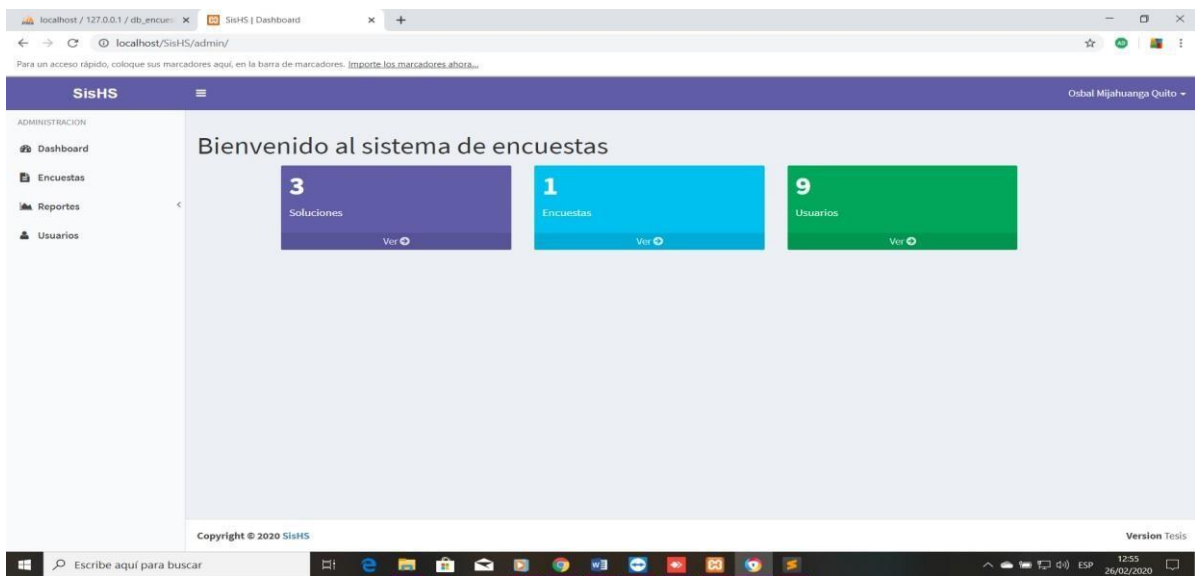 localhost / 127.0.0.1 / db_encues
SisHS | Dashboard
localhost/SisHS/admin/
Para un acceso rápido, coloque sus marcadores aquí, en la barra de marcadores. Importe los marcadores ahora...
SisHS
Osbal Mijahuanga Quito
ADMINISTRACION
Dashboard
Encuestas
Reportes
Usuarios
Bienvenido al sistema de encuestas
3
Soluciones
Ver
1
Encuestas
Ver
9
Usuarios
Ver
Copyright © 2020 SisHS
Version Tesis
Escribe aquí para buscar
ESP
12:55
26/02/2020